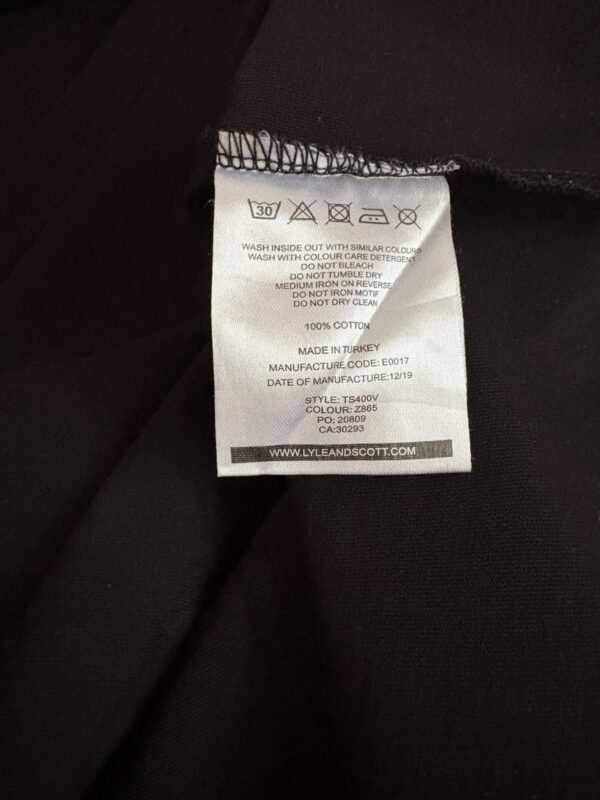 30
WASH INSIDE OUT WITH SIMILAR COLOURS
WASH WITH COLOUR CARE DETERGENT
DO NOT BLEACH
DO NOT TUMBLE DRY
MEDIUM IRON ON REVERSE
DO NOT IRON MOTIF
DO NOT DRY CLEAN
100% COTTON
MADE IN TURKEY
MANUFACTURE CODE: E0017
DATE OF MANUFACTURE:12/19
STYLE: TS400V
COLOUR: Z865
PO: 20809
CA:30293
WWW.LYLEANDSCOTT.COM